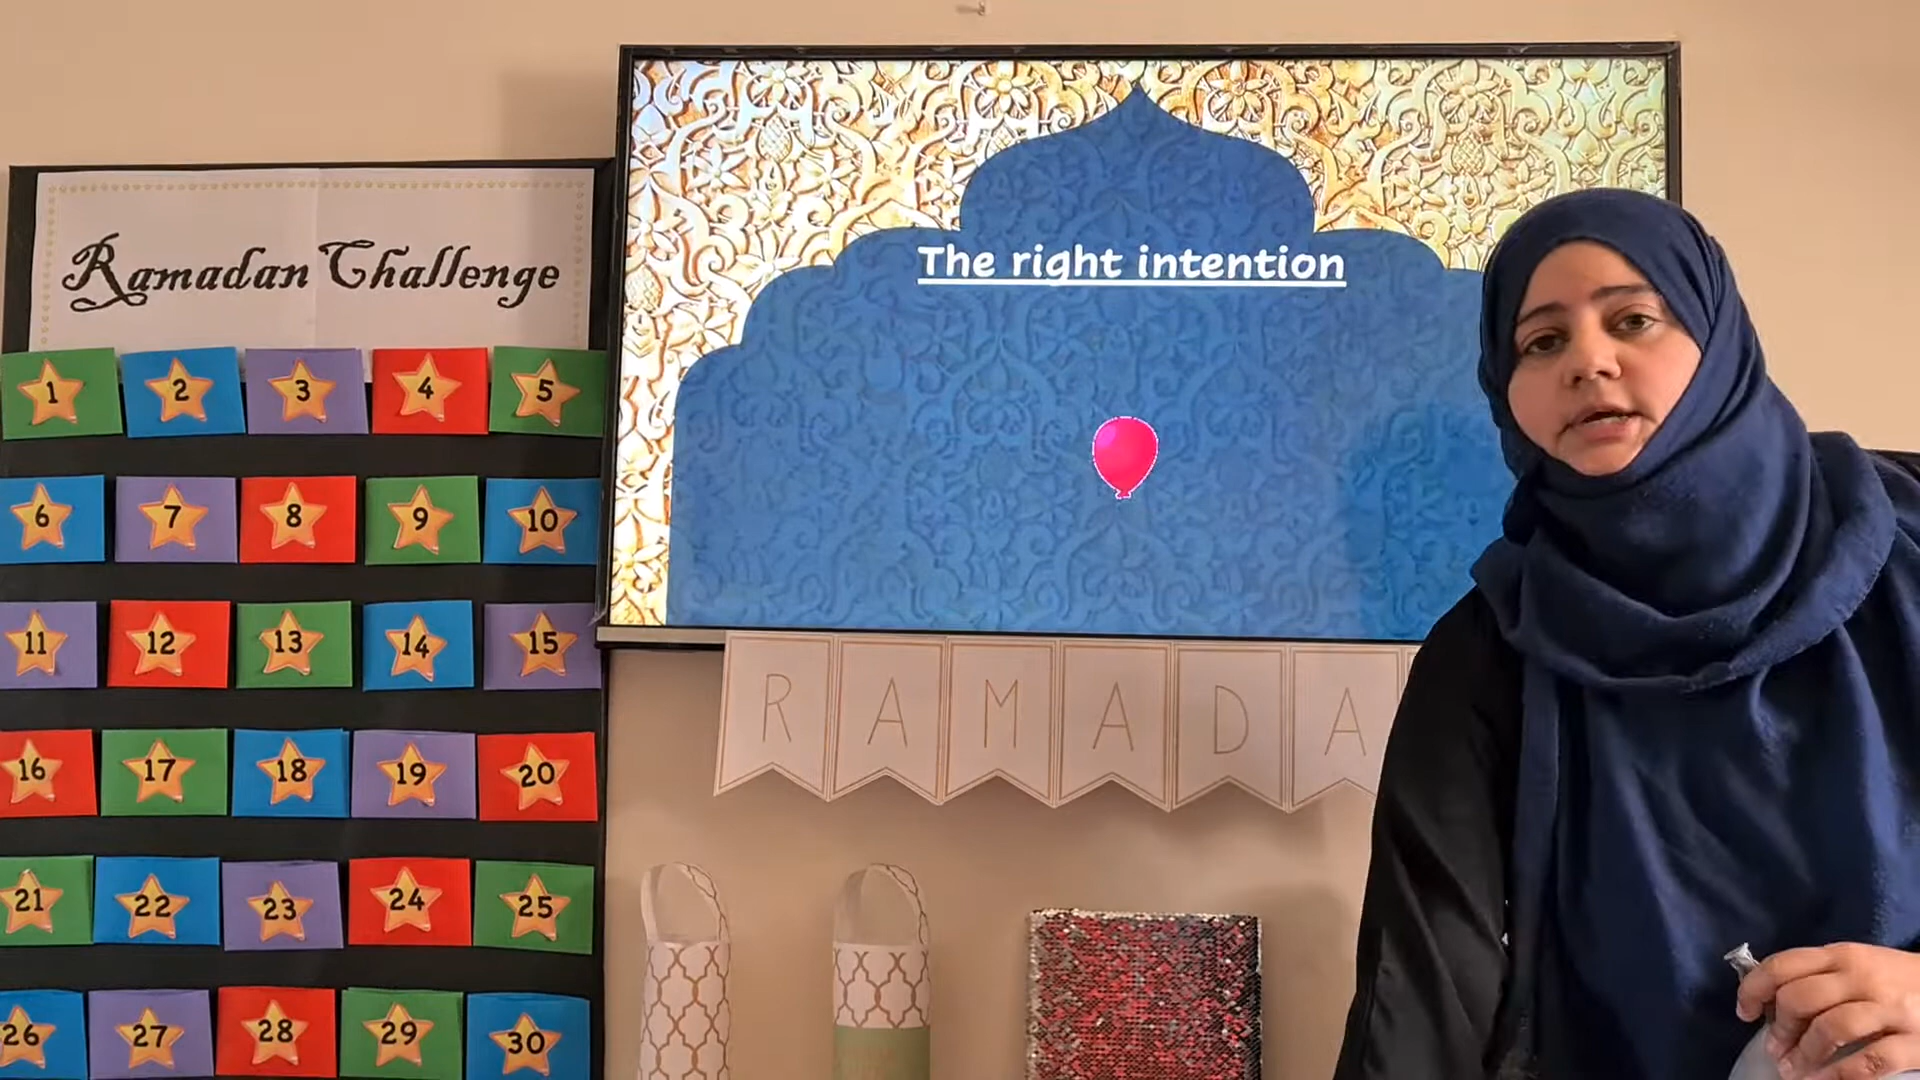 Ramadan Challenge
1 2 3 4 5
6 7 8 9 10
11 12 13 14 15
16 17 18 19 20
21 22 23 24 25
26 27 28 29 30
The right intention
R A M A D A